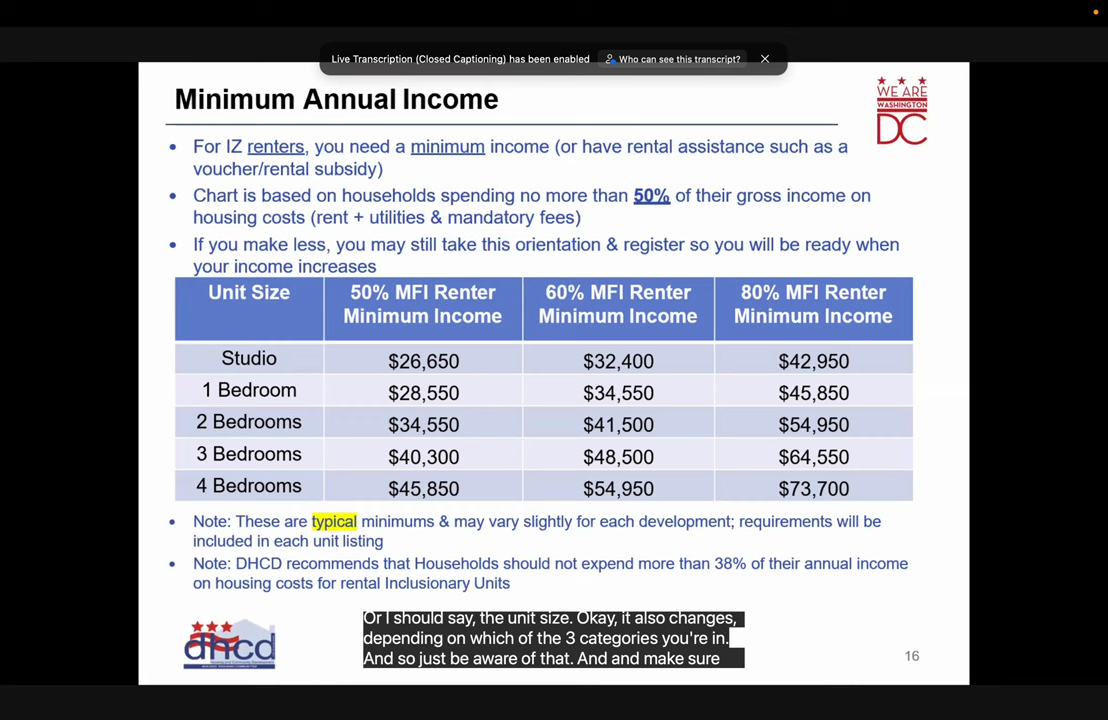 Live Transcription (Closed Captioning) has been enabled Who can see this transcript?
Minimum Annual Income
WE ARE
WASHINGTON
DC
• For IZ renters, you need a minimum income (or have rental assistance such as a
voucher/rental subsidy)
• Chart is based on households spending no more than 50% of their gross income on
housing costs (rent + utilities & mandatory fees)
• If you make less, you may still take this orientation & register so you will be ready when
your income increases
Unit Size 50% MFI Renter Minimum Income 60% MFI Renter Minimum Income 80% MFI Renter Minimum Income
Studio $26,650 $32,400 $42,950
1 Bedroom $28,550 $34,550 $45,850
2 Bedrooms $34,550 $41,500 $54,950
3 Bedrooms $40,300 $48,500 $64,550
4 Bedrooms $45,850 $54,950 $73,700
• Note: These are typical minimums & may vary slightly for each development; requirements will be
included in each unit listing
• Note: DHCD recommends that Households should not expend more than 38% of their annual income
on housing costs for rental Inclusionary Units
dhcd
Or I should say, the unit size. Okay, it also changes,
depending on which of the 3 categories you're in.
And so just be aware of that. And and make sure
16